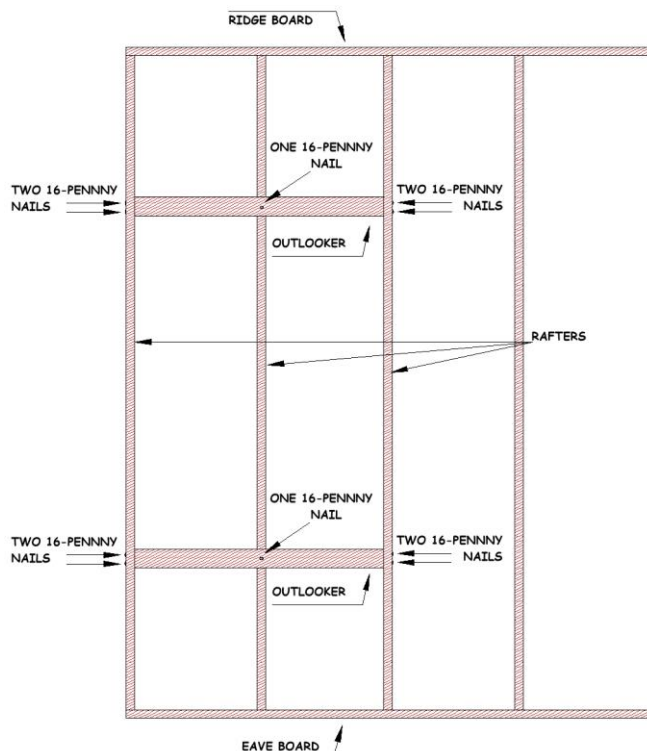 RIDGE BOARD
ONE 16-PENNNY
NAIL
TWO 16-PENNNY
NAILS
TWO 16-PENNNY
NAILS
OUTLOOKER
RAFTERS
ONE 16-PENNNY
NAIL
TWO 16-PENNNY
NAILS
TWO 16-PENNNY
NAILS
OUTLOOKER
EAVE BOARD